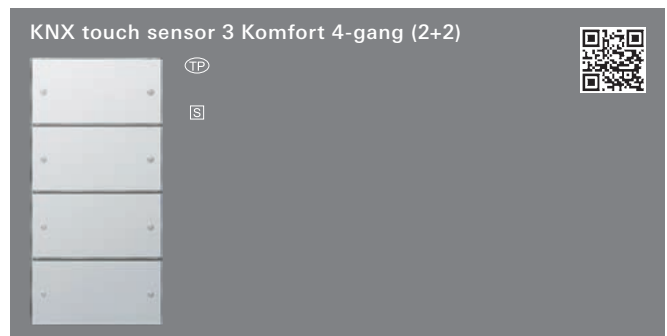 KNX touch sensor 3 Komfort 4-gang (2+2)
TP
S